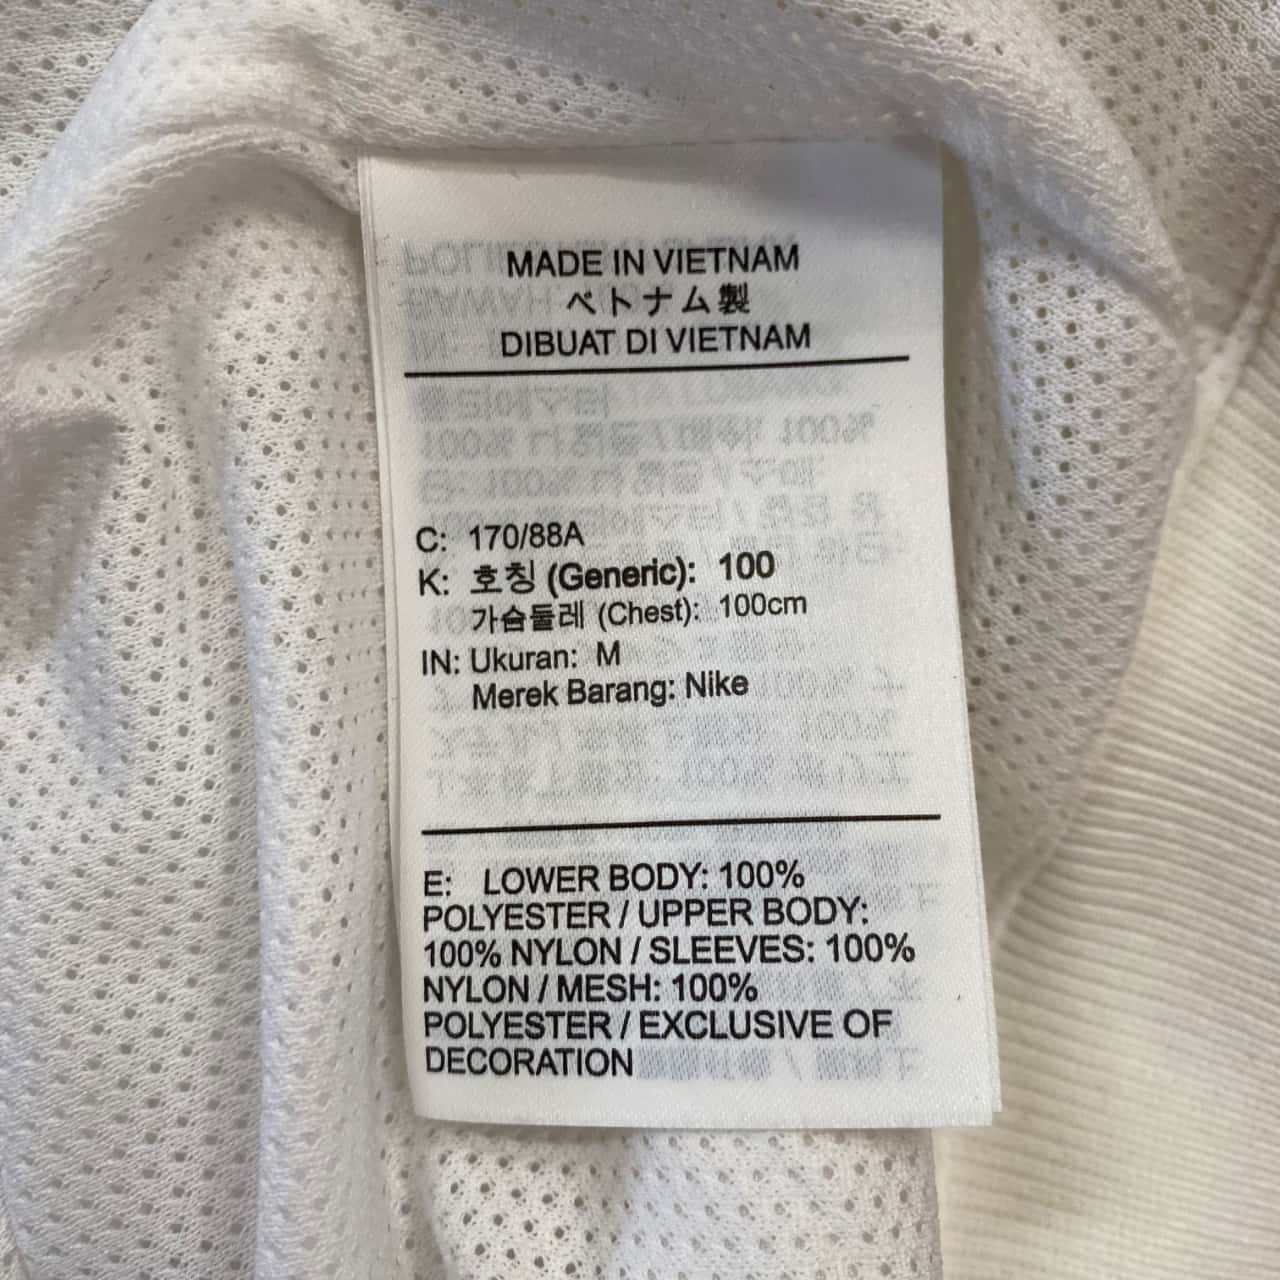 MADE IN VIETNAM
ベトナム製
DIBUAT DI VIETNAM
C: 170/88A
K: 호칭 (Generic): 100
가슴둘레 (Chest): 100cm
IN: Ukuran: M
Merek Barang: Nike
E: LOWER BODY: 100%
POLYESTER / UPPER BODY:
100% NYLON / SLEEVES: 100%
NYLON / MESH: 100%
POLYESTER / EXCLUSIVE OF
DECORATION